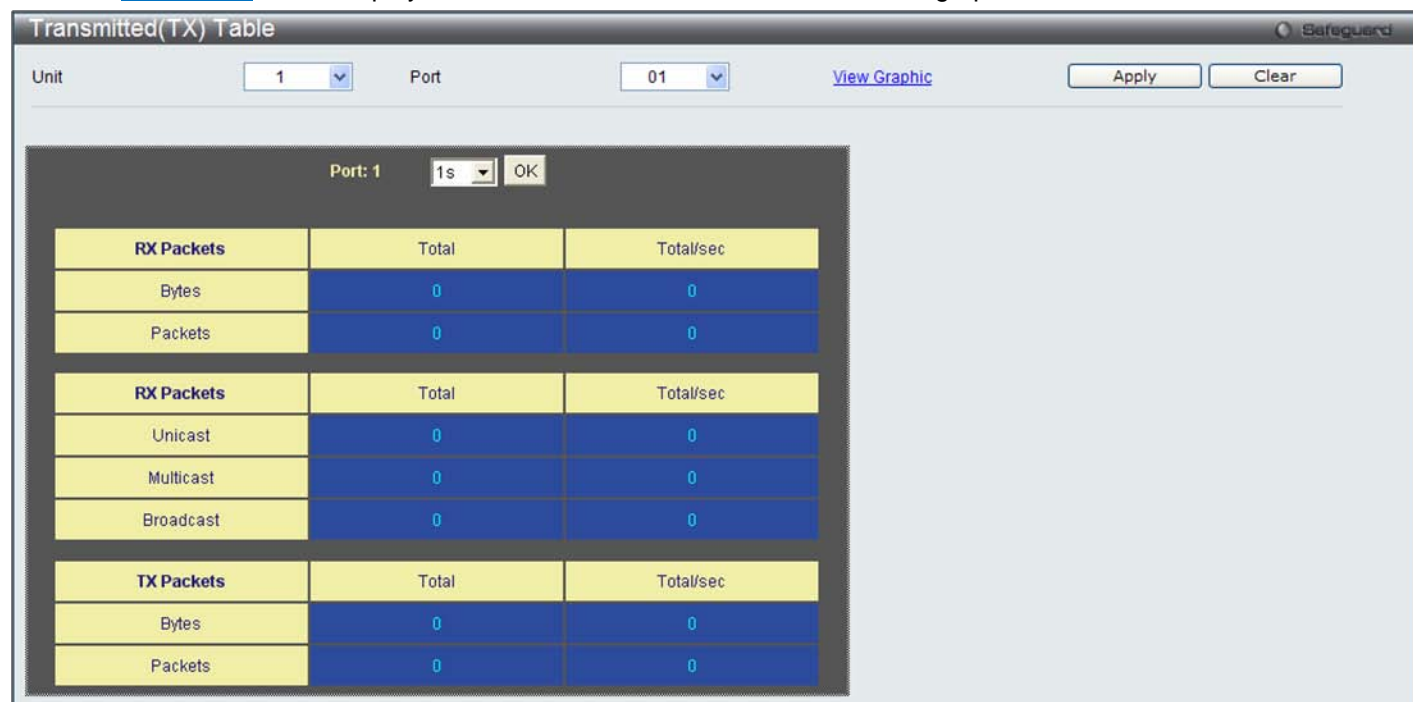 Transmitted(TX) Table Safeguard
Unit 1 Port 01 View Graphic Apply Clear
Port: 1 1s OK
RX Packets Total Total/sec
Bytes 0 0
Packets 0 0
RX Packets Total Total/sec
Unicast 0 0
Multicast 0 0
Broadcast 0 0
TX Packets Total Total/sec
Bytes 0 0
Packets 0 0